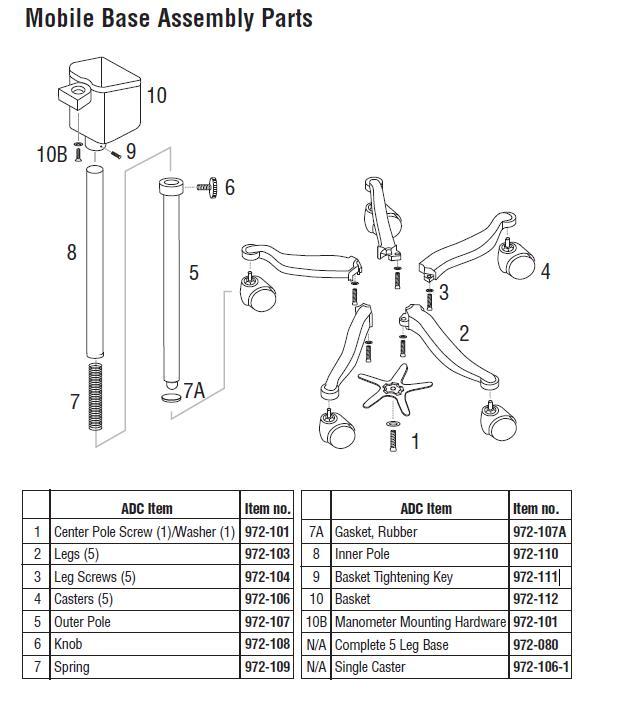 Mobile Base Assembly Parts
10
10B
9
6
8
5
4
3
2
7
7A
1
ADC Item Item no.
1 Center Pole Screw (1)/Washer (1) 972-101
2 Legs (5) 972-103
3 Leg Screws (5) 972-104
4 Casters (5) 972-106
5 Outer Pole 972-107
6 Knob 972-108
7 Spring 972-109
ADC Item Item no.
7A Gasket, Rubber 972-107A
8 Inner Pole 972-110
9 Basket Tightening Key 972-111
10 Basket 972-112
10B Manometer Mounting Hardware 972-101
N/A Complete 5 Leg Base 972-080
N/A Single Caster 972-106-1